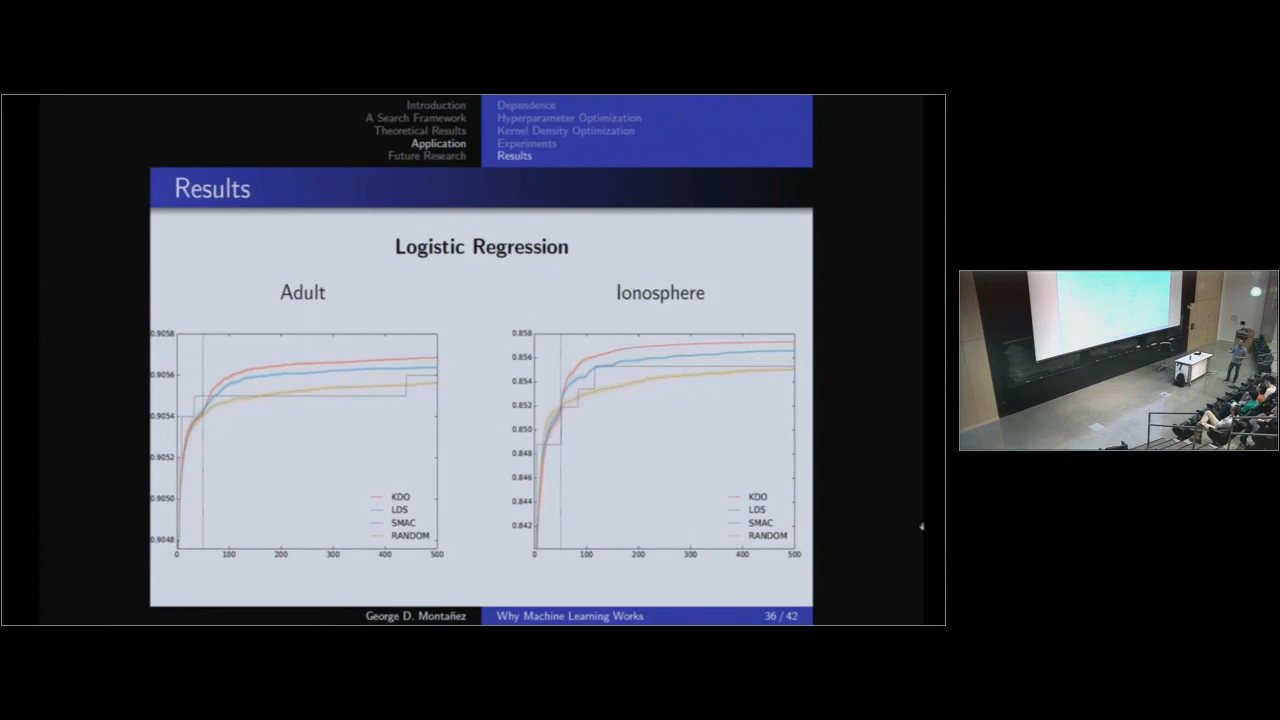 Introduction
A Search Framework
Theoretical Results
Application
Future Research
Dependence
Hyperparameter Optimization
Kernel Density Optimization
Experiments
Results
Results
Logistic Regression
Adult
0.9058
0.9056
0.9054
0.9052
0.9050
0.9048
0
100
200
300
400
500
KDO
LDS
SMAC
RANDOM
Ionosphere
0.858
0.856
0.854
0.852
0.850
0.848
0.846
0.844
0.842
0
100
200
300
400
500
KDO
LDS
SMAC
RANDOM
George D. Montañez
Why Machine Learning Works
36 / 42